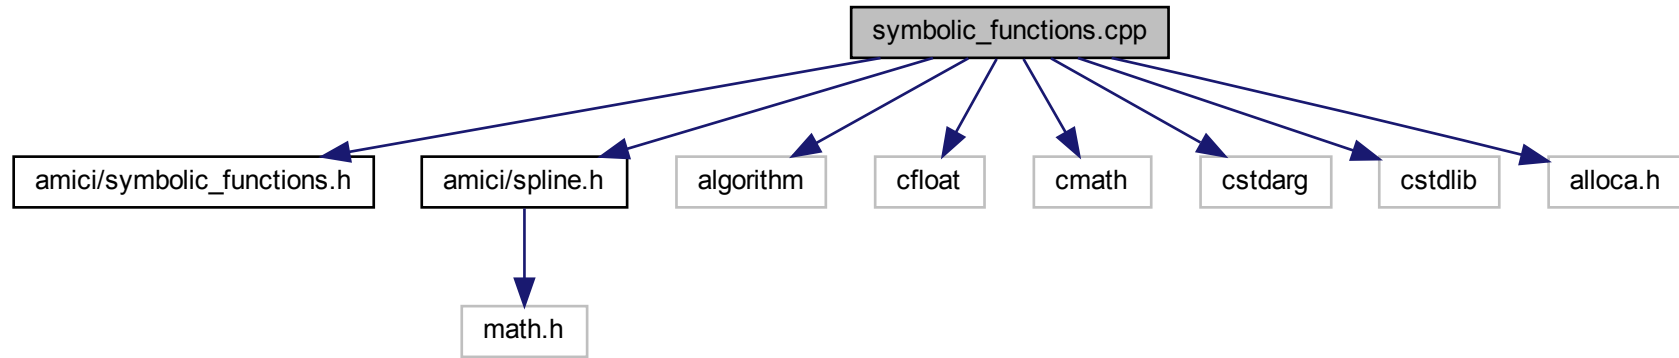 symbolic_functions.cpp
amici/symbolic_functions.h
amici/spline.h
algorithm
cfloat
cmath
cstdarg
cstdlib
alloca.h
math.h